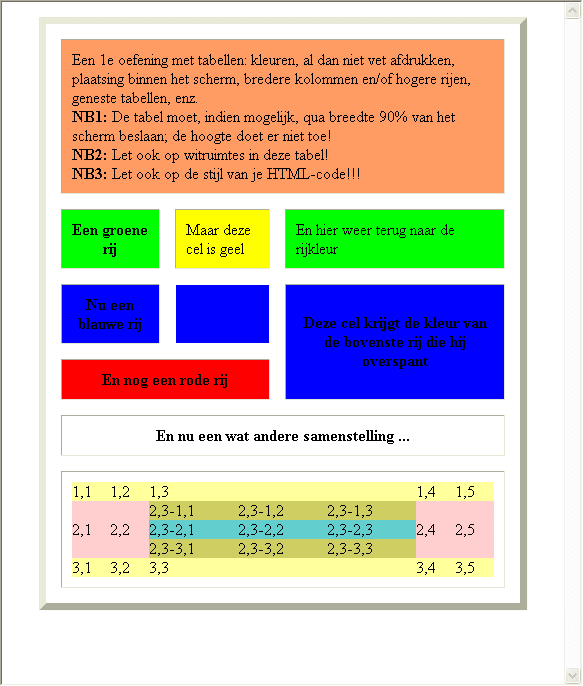 Een 1e oefening met tabellen: kleuren, al dan niet vet afdrukken,
plaatsing binnen het scherm, bredere kolommen en/of hogere rijen,
geneste tabellen, enz.
NB1: De tabel moet, indien mogelijk, qua breedte 90% van het
scherm beslaan; de hoogte doet er niet toe!
NB2: Let ook op witruimtes in deze tabel!
NB3: Let ook op de stijl van je HTML-code!!!
Een groene
rij
Maar deze
cel is geel
En hier weer terug naar de
rijkleur
Nu een
blauwe rij
Deze cel krijgt de kleur van
de bovenste rij die hij
overspant
En nog een rode rij
En nu een wat andere samenstelling ...
1,1 1,2 1,3 1,4 1,5
2,3-1,1 2,3-1,2 2,3-1,3
2,1 2,2 2,3-2,1 2,3-2,2 2,3-2,3 2,4 2,5
2,3-3,1 2,3-3,2 2,3-3,3
3,1 3,2 3,3 3,4 3,5